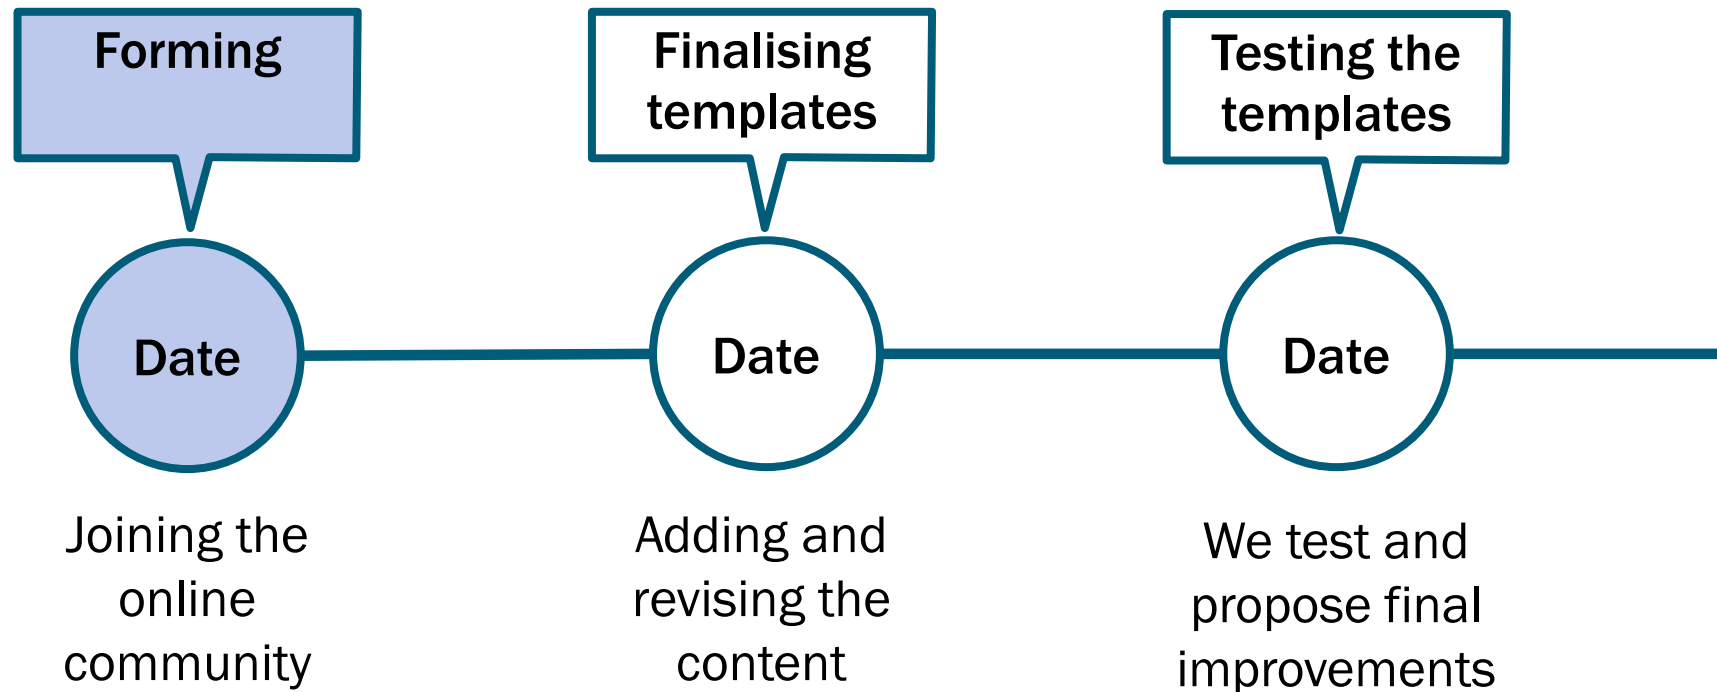 Forming
Finalising
templates
Testing the
templates
Date
Date
Date
Joining the
online
community
Adding and
revising the
content
We test and
propose final
improvements